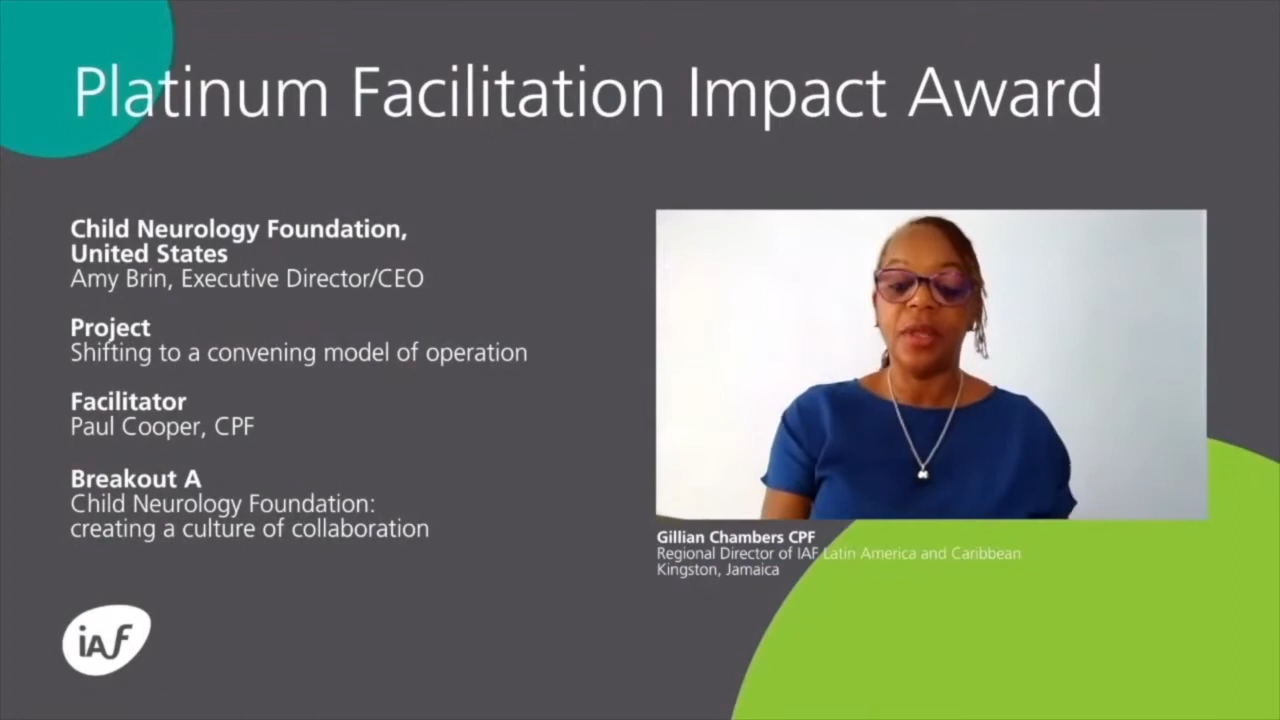 Platinum Facilitation Impact Award
Child Neurology Foundation,
United States
Amy Brin, Executive Director/CEO
Project
Shifting to a convening model of operation
Facilitator
Paul Cooper, CPF
Breakout A
Child Neurology Foundation:
creating a culture of collaboration
Gillian Chambers CPF
Regional Director of IAF Latin America and Caribbean
Kingston, Jamaica
iAf